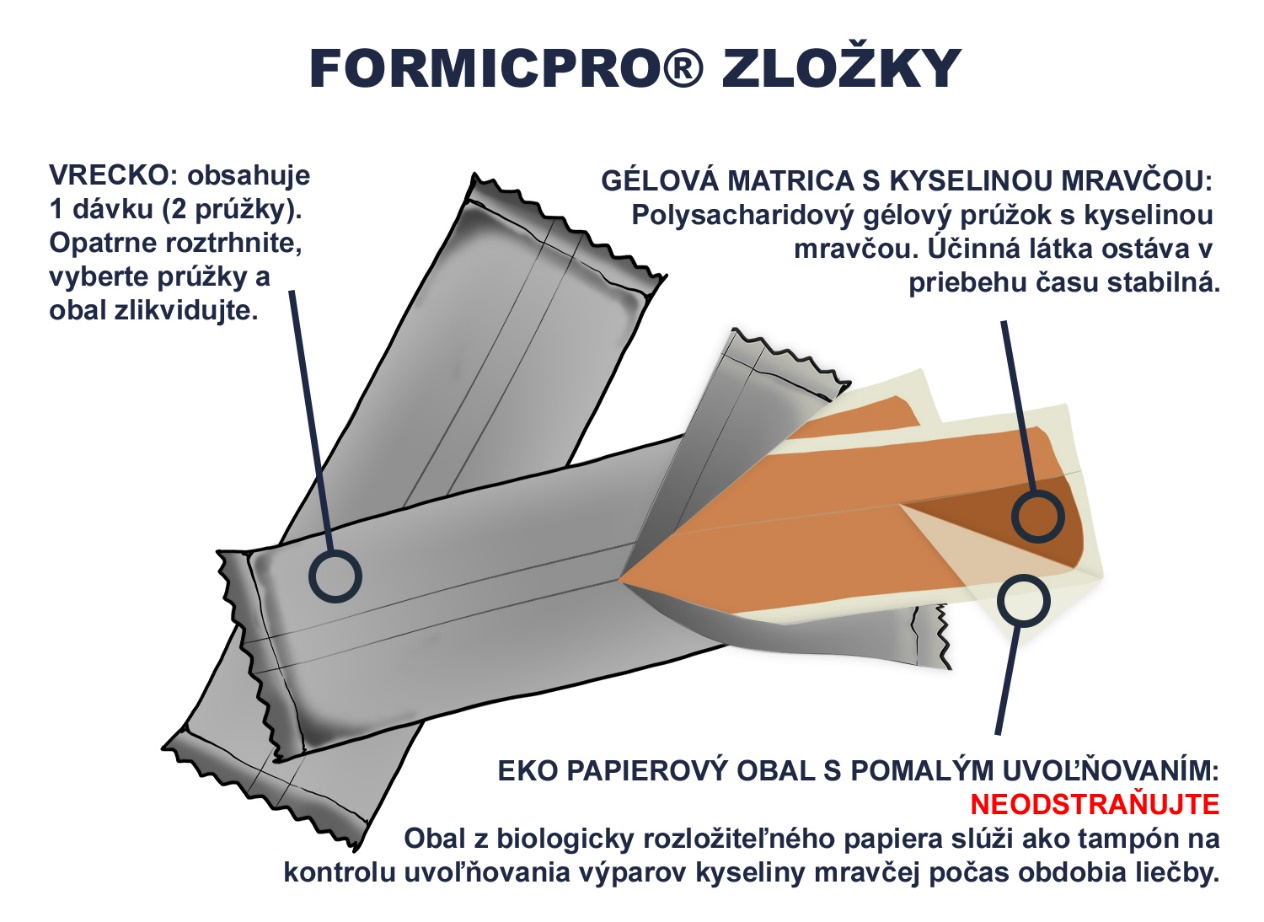 FORMICPRO® ZLOŽKY
VRECKO: obsahuje
1 dávku (2 prúžky).
Opatrne roztrhnite,
vyberte prúžky a
obal zlikvidujte.
GÉLOVÁ MATRICA S KYSELINOU MRAVČOU:
Polysacharidový gélový prúžok s kyselinou
mravčou. Účinná látka ostáva v
priebehu času stabilná.
EKO PAPIEROVÝ OBAL S POMALÝM UVOĽŇOVANÍM:
NEODSTRAŇUJTE
Obal z biologicky rozložiteľného papiera slúži ako tampón na
kontrolu uvoľňovania výparov kyseliny mravčej počas obdobia liečby.